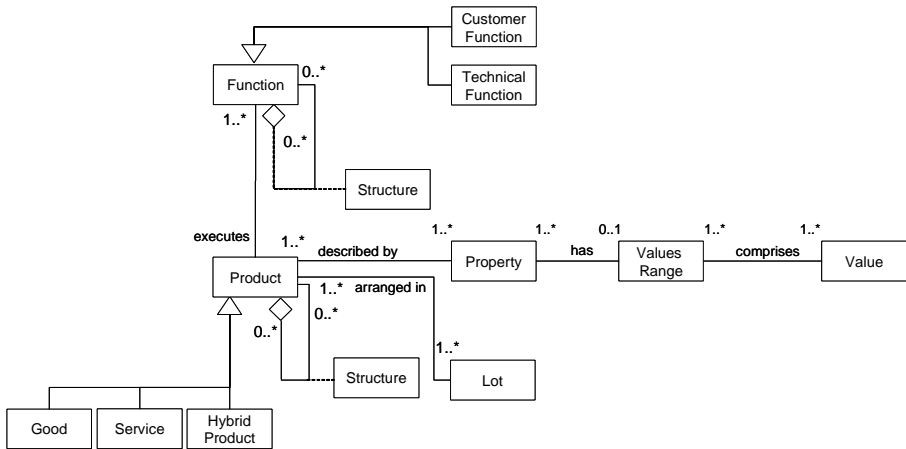 Customer
Function
0..*
Function
Technical
Function
1..*
0..*
Structure
executes
1..*
described by
1..*
1..*
0..1
1..*
1..*
Property
has
Values
Range
comprises
Value
Product
1..*
arranged in
0..*
0..*
1..*
Structure
Lot
Good
Service
Hybrid
Product